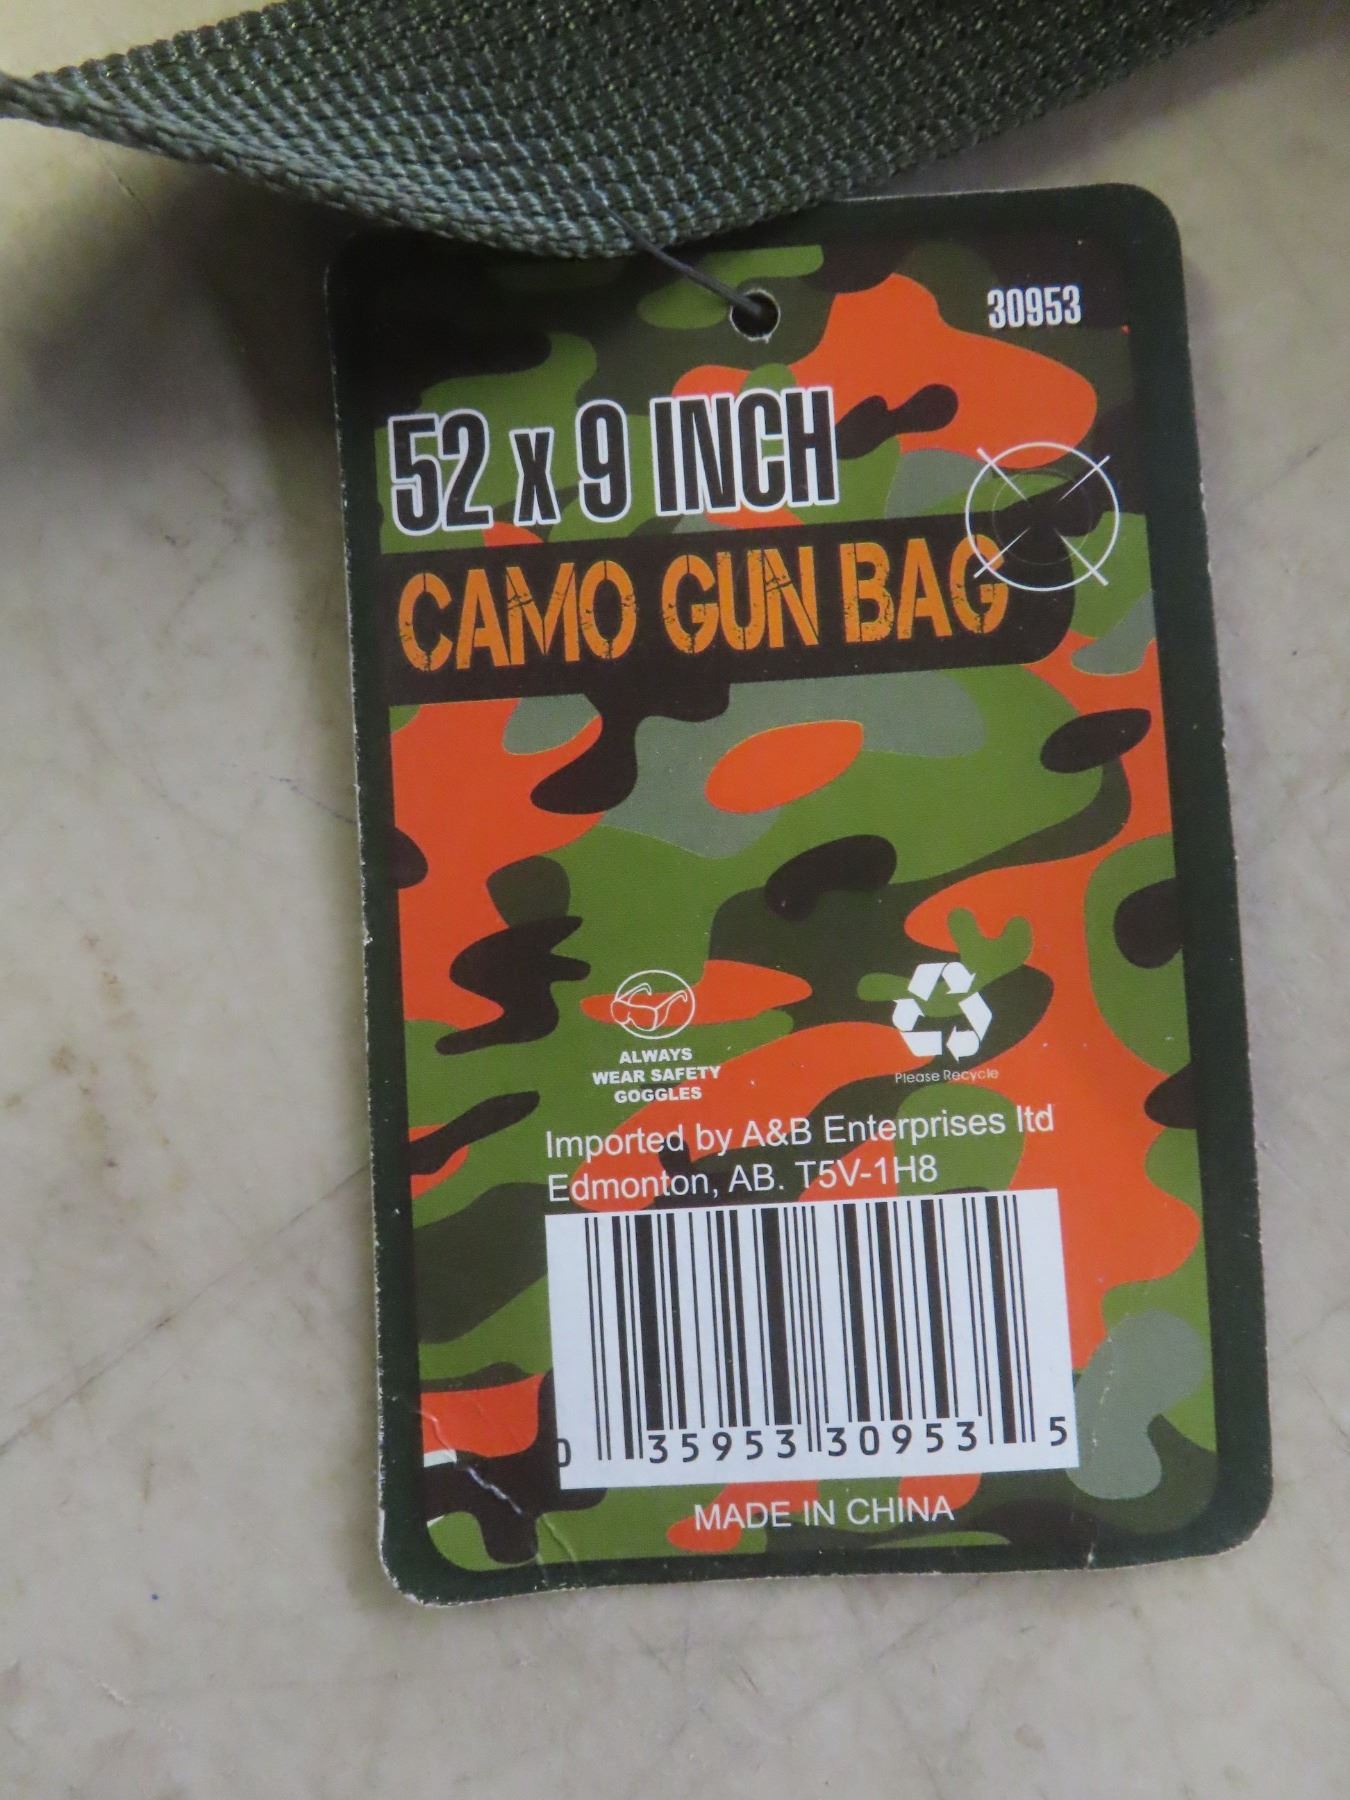 30953
52 x 9 INCH
CAMO GUN BAG
ALWAYS
WEAR SAFETY
GOGGLES
Please Recycle
Imported by A&B Enterprises ltd
Edmonton, AB. T5V-1H8
0 35953 30953 5
MADE IN CHINA